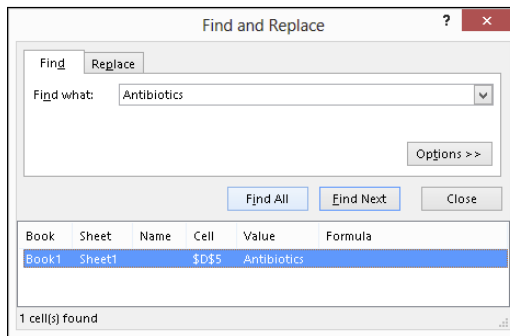 Find and Replace ?
Find Replace
Find what: Antibiotics
Options >>
Find All Find Next Close
Book Sheet Name Cell Value Formula
Book1 Sheet1 $D$5 Antibiotics
1 cell(s) found